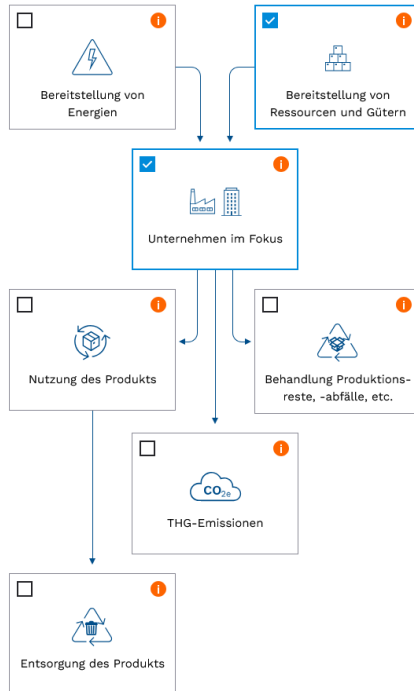 Bereitstellung von
Energien
Bereitstellung von
Ressourcen und Gütern
Unternehmen im Fokus
Nutzung des Produkts
Behandlung Produktions-
reste, -abfälle, etc.
CO2e
THG-Emissionen
Entsorgung des Produkts